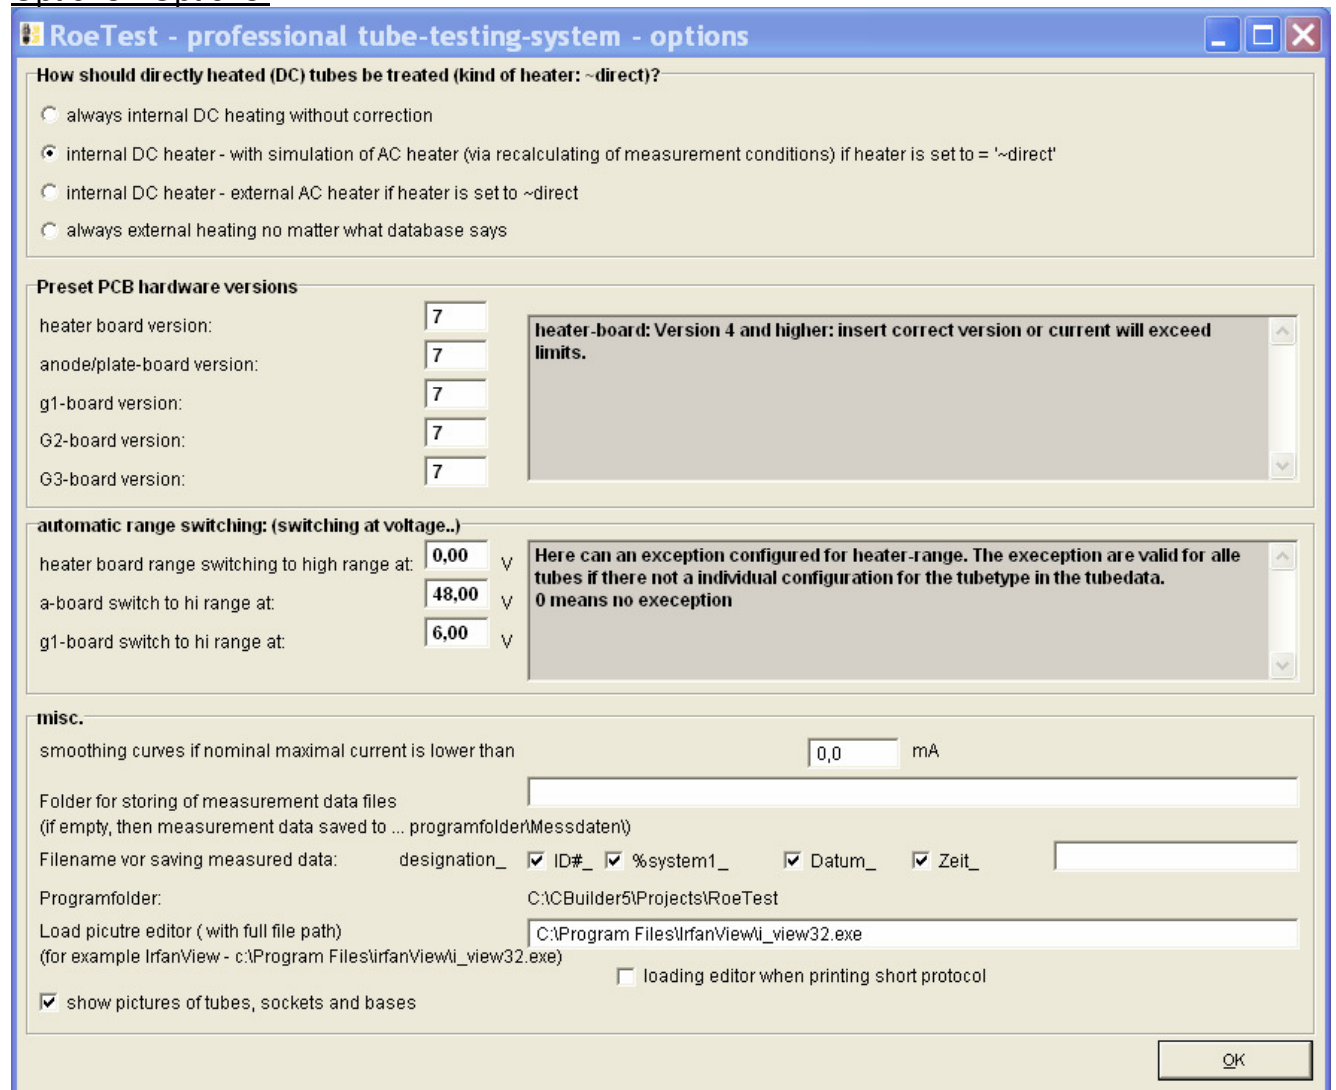 RoeTest - professional tube-testing-system - options
How should directly heated (DC) tubes be treated (kind of heater: ~direct)?
always internal DC heating without correction
internal DC heater - with simulation of AC heater (via recalculating of measurement conditions) if heater is set to = '~direct'
internal DC heater - external AC heater if heater is set to ~direct
always external heating no matter what database says
Preset PCB hardware versions
heater board version: 7
anode/plate-board version: 7
g1-board version: 7
G2-board version: 7
G3-board version: 7
heater-board: Version 4 and higher: insert correct version or current will exceed
limits.
automatic range switching: (switching at voltage..)
heater board range switching to high range at: 0,00 V
a-board switch to hi range at: 48,00 V
g1-board switch to hi range at: 6,00 V
Here can an exception configured for heater-range. The exeception are valid for alle
tubes if there not a individual configuration for the tubetype in the tubedata.
0 means no exeception
misc.
smoothing curves if nominal maximal current is lower than 0,0 mA
Folder for storing of measurement data files
(if empty, then measurement data saved to ... programfolder\Messdaten\)
Filename vor saving measured data: designation_ ID#_ %system1_ Datum_ Zeit_
Programfolder: C:\CBuilder5\Projects\RoeTest
Load picutre editor ( with full file path) C:\Program Files\IrfanView\i_view32.exe
(for example IrfanView - c:\Program Files\irfanView\i_view32.exe)
loading editor when printing short protocol
show pictures of tubes, sockets and bases
OK